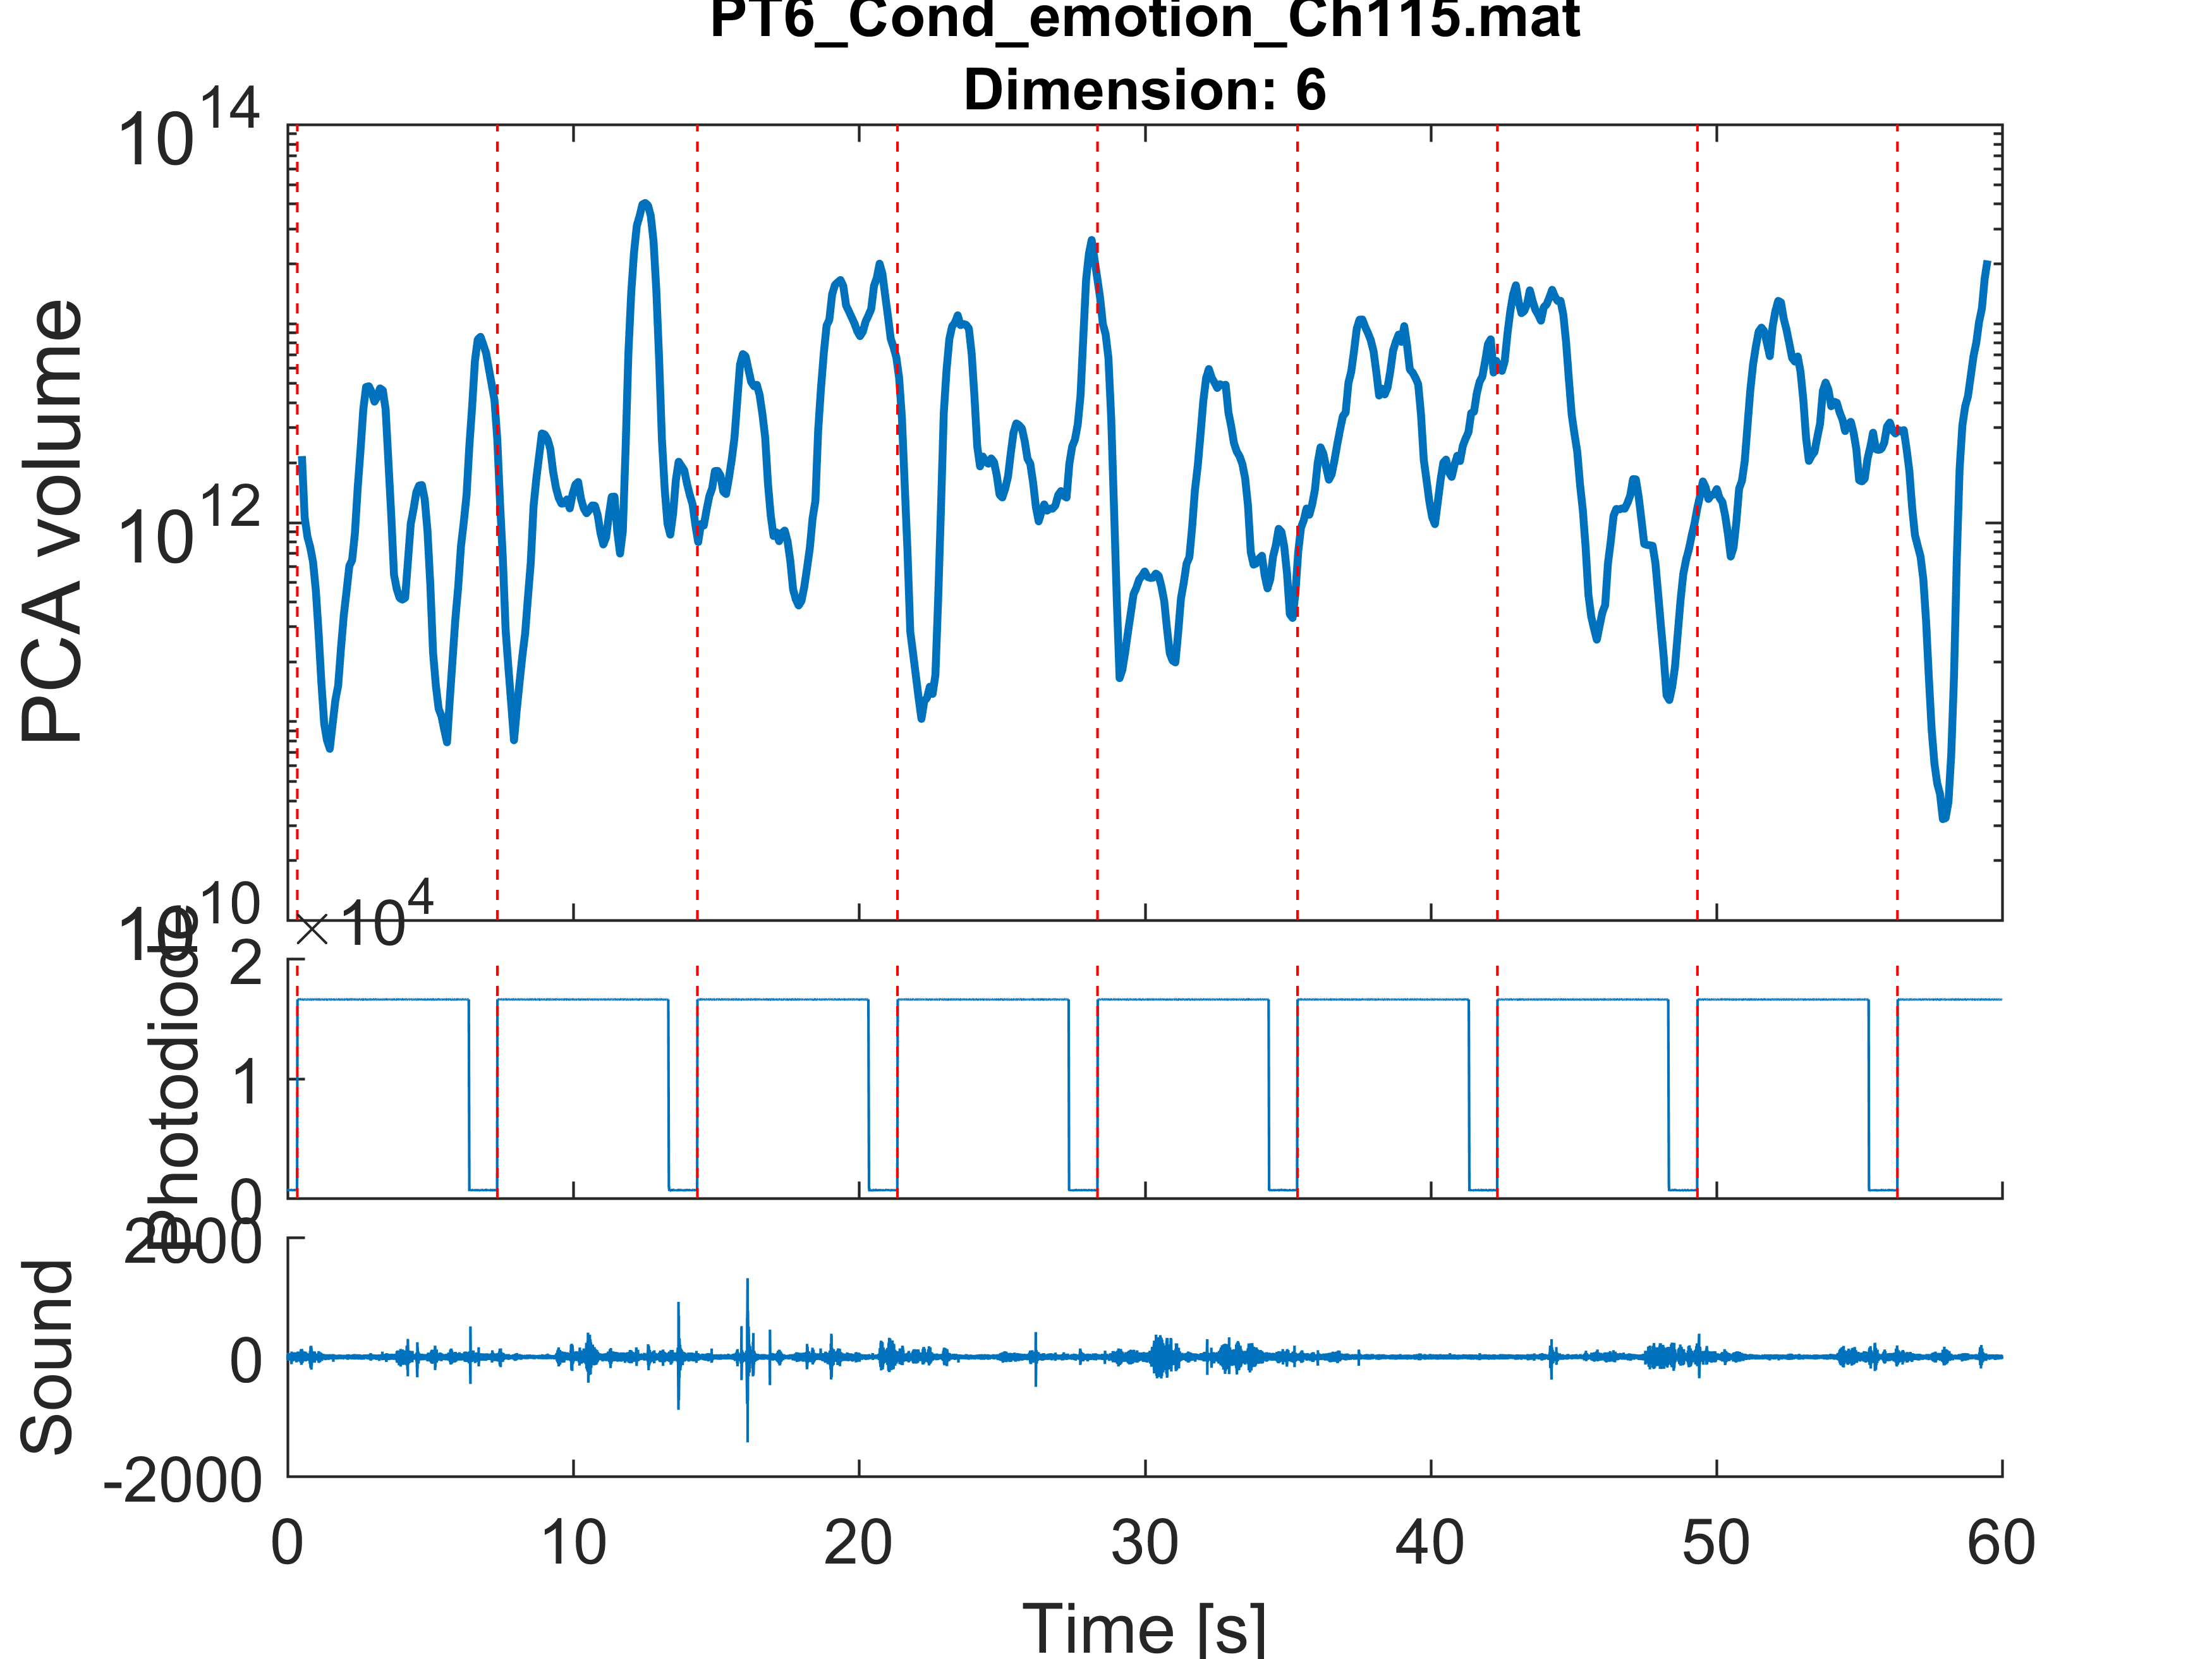 PT6_Cond_emotion_Ch115.mat
Dimension: 6
10^14
10^12
10^10
PCA volume
×10^4
2
1
0
Photodiode
2000
0
-2000
Sound
0 10 20 30 40 50 60
Time [s]